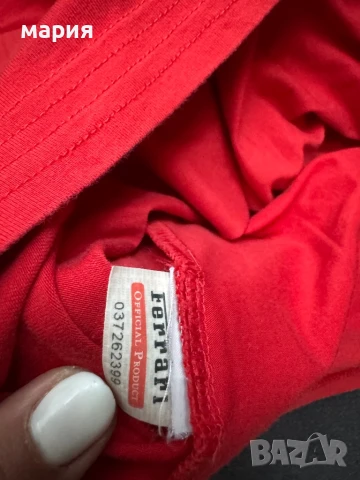 мария
Ferrari
OFFICIAL PRODUCT
037262399
BAZAR